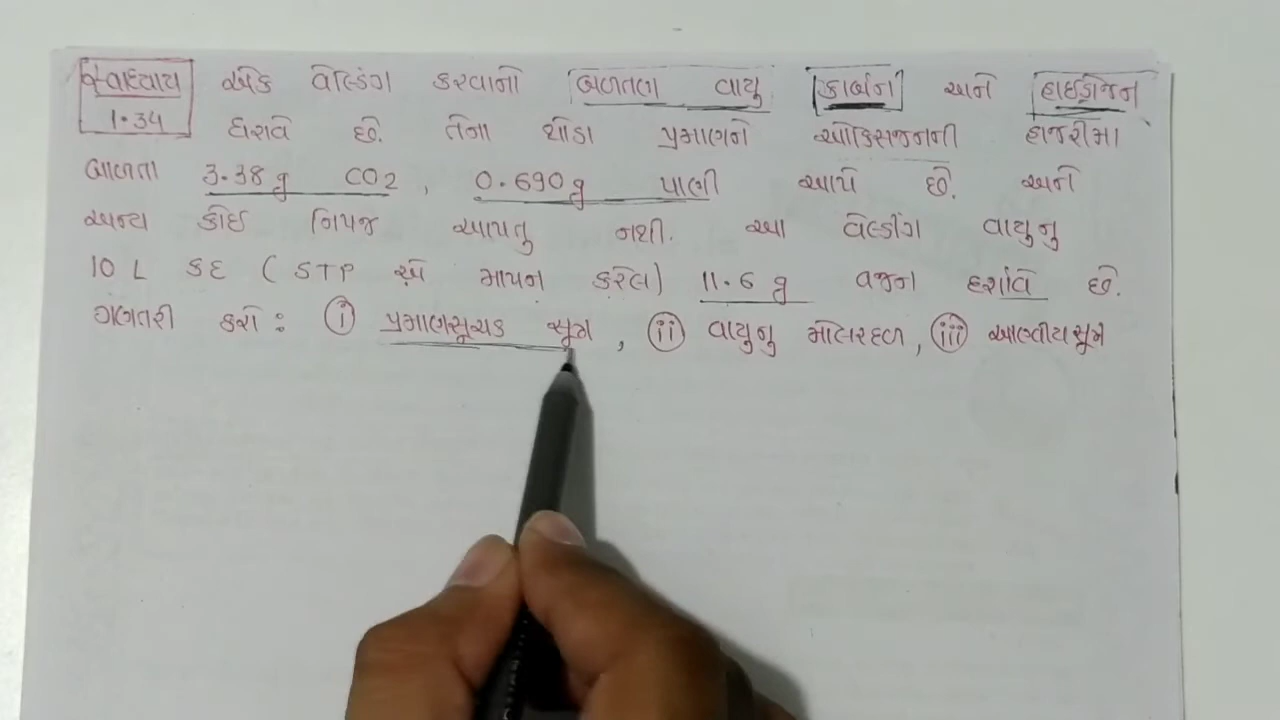 સ્વાધ્યાય એક વેલ્ડિંગ કરવાનો બળતણ વાયુ કાર્બન અને હાઇડ્રોજન
1.34 ધરાવે છે. તેના થોડા પ્રમાણને ઓક્સિજનની હાજરીમા
બાળતા 3.38 g CO2 , 0.690 g પાણી આપે છે. અને
અન્ય કોઈ નિપજ આપતુ નથી. આ વેલ્ડીંગ વાયુનુ
10 L કદ ( STP એ માપન કરેલ) 11.6 g વજન દર્શાવે છે.
ગણતરી કરો : (i) પ્રમાણસૂચક સૂત્ર , (ii) વાયુનુ મોલરદળ , (iii) આણ્વીયસૂત્ર